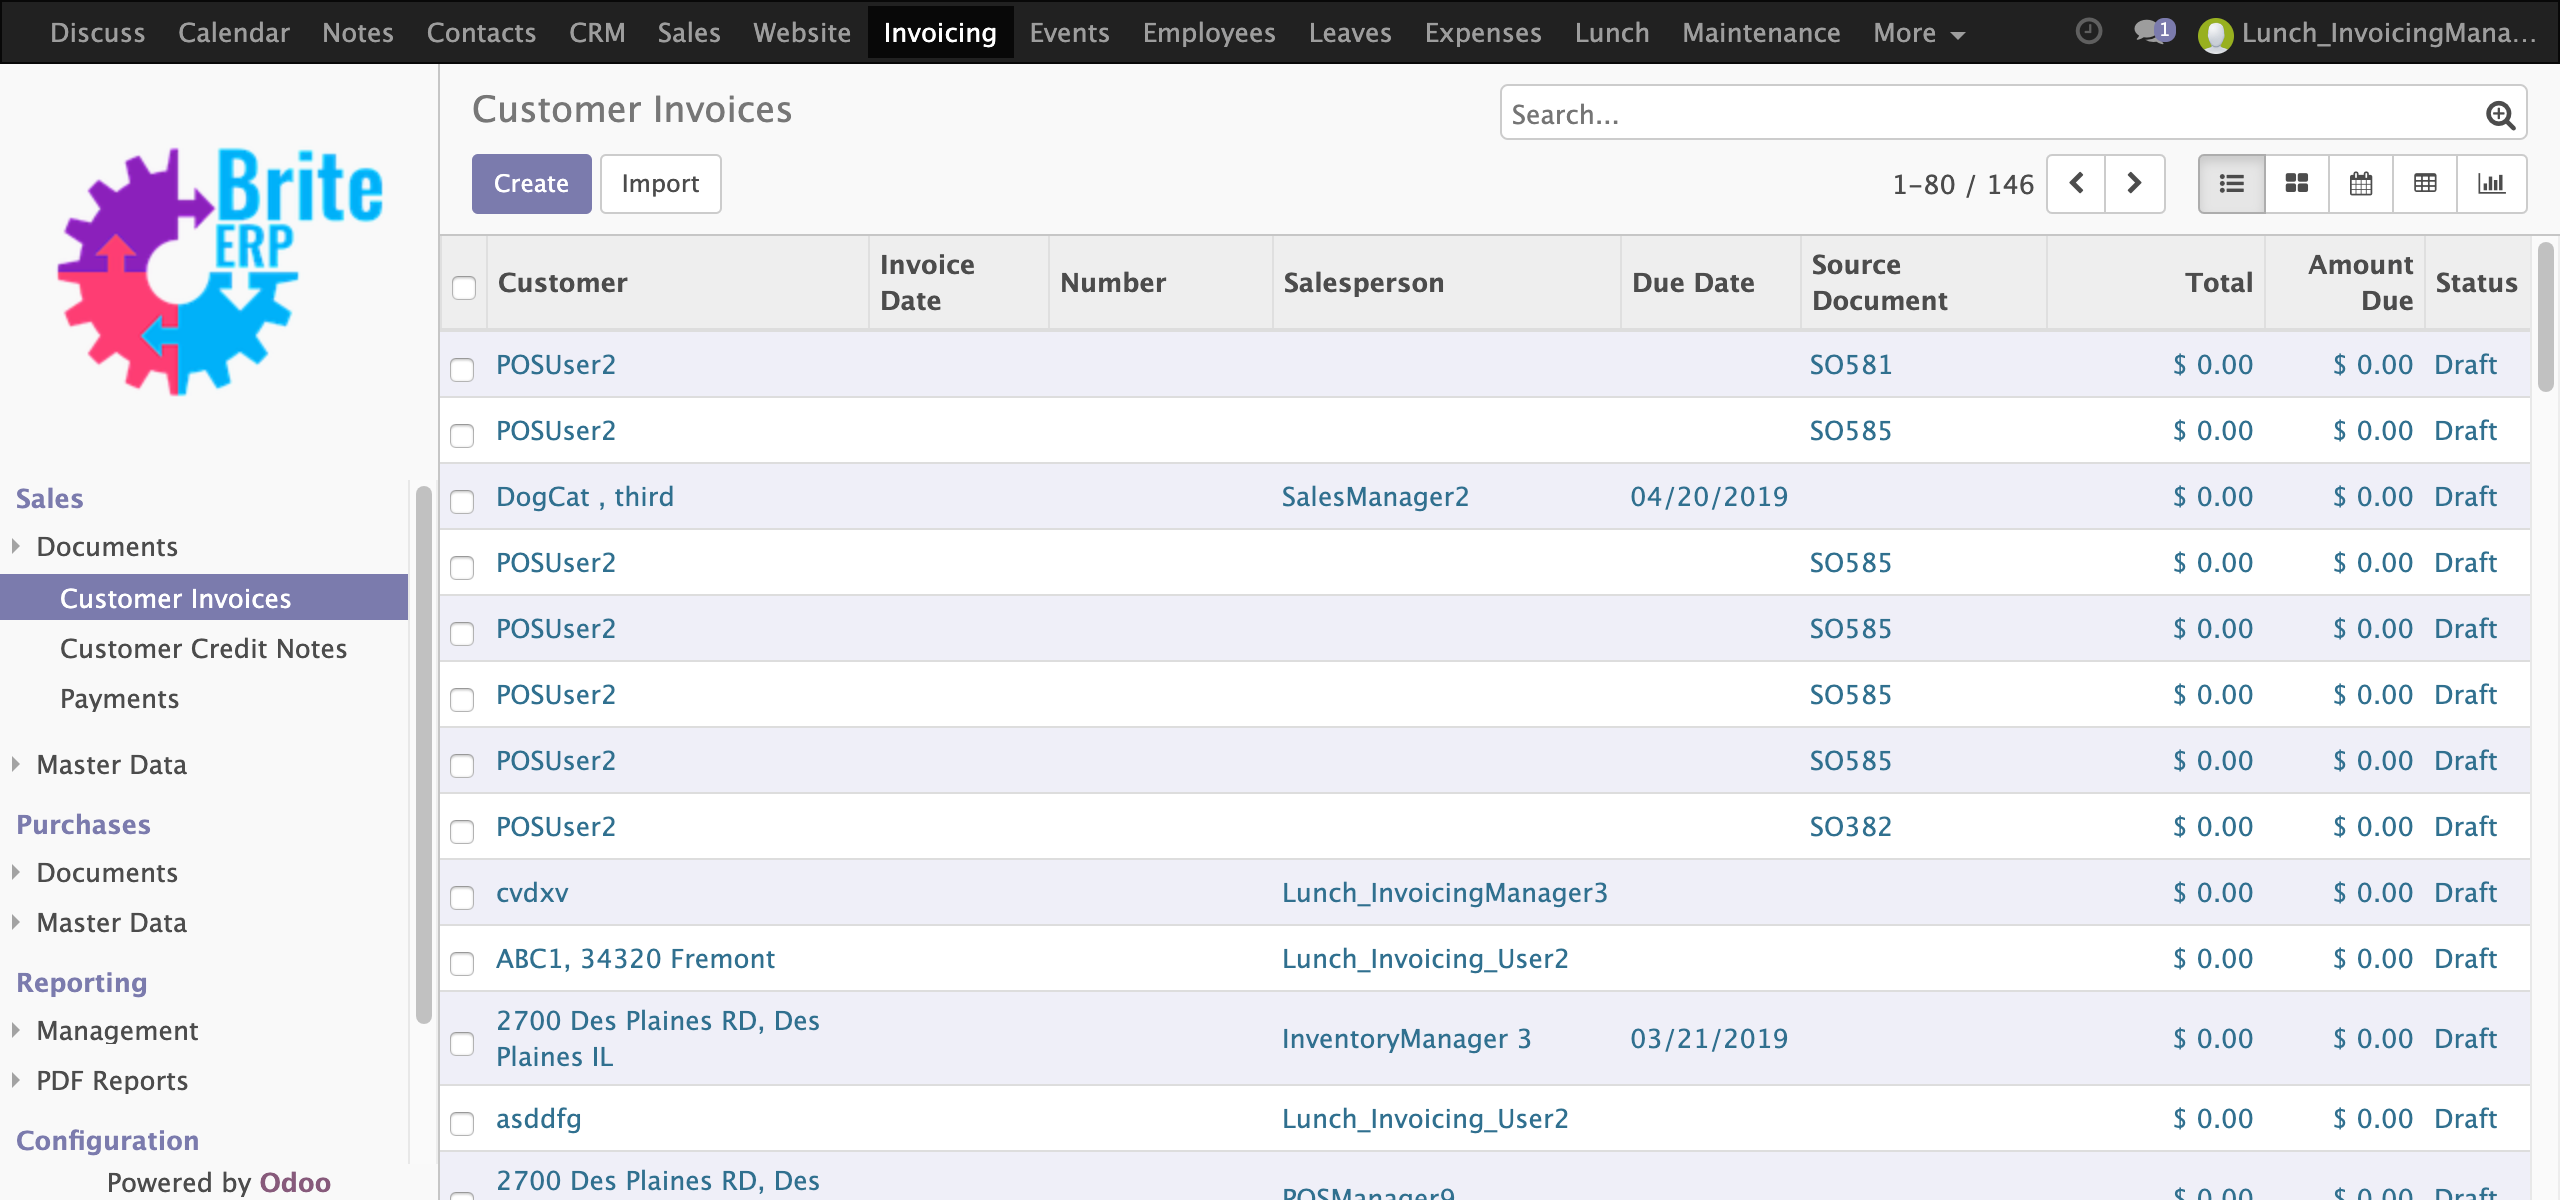 Discuss Calendar Notes Contacts CRM Sales Website Invoicing Events Employees Leaves Expenses Lunch Maintenance More 1 Lunch_InvoicingMana...
Brite
ERP
Sales
Documents
Customer Invoices
Customer Credit Notes
Payments
Master Data
Purchases
Documents
Master Data
Reporting
Management
PDF Reports
Configuration
Powered by Odoo
Customer Invoices
Search...
Create Import 1-80 / 146
Customer Invoice Date Number Salesperson Due Date Source Document Total Amount Due Status
POSUser2 SO581 $ 0.00 $ 0.00 Draft
POSUser2 SO585 $ 0.00 $ 0.00 Draft
DogCat , third SalesManager2 04/20/2019 $ 0.00 $ 0.00 Draft
POSUser2 SO585 $ 0.00 $ 0.00 Draft
POSUser2 SO585 $ 0.00 $ 0.00 Draft
POSUser2 SO585 $ 0.00 $ 0.00 Draft
POSUser2 SO585 $ 0.00 $ 0.00 Draft
POSUser2 SO382 $ 0.00 $ 0.00 Draft
cvdxv Lunch_InvoicingManager3 $ 0.00 $ 0.00 Draft
ABC1, 34320 Fremont Lunch_Invoicing_User2 $ 0.00 $ 0.00 Draft
2700 Des Plaines RD, Des
Plaines IL InventoryManager 3 03/21/2019 $ 0.00 $ 0.00 Draft
asddfg Lunch_Invoicing_User2 $ 0.00 $ 0.00 Draft
2700 Des Plaines RD, Des
POSManager9 $ 0.00 $ 0.00 Draft